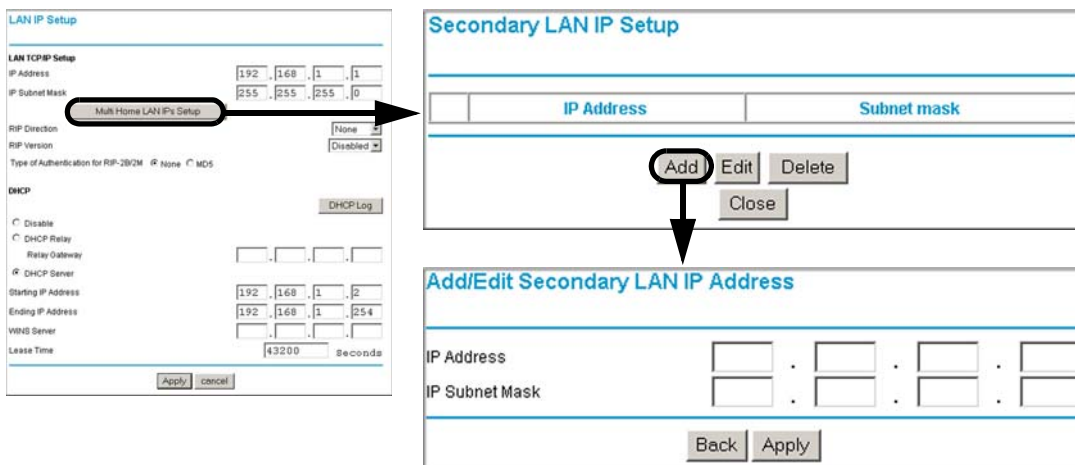 LAN IP Setup
LAN TCP/IP Setup
IP Address 192 . 168 . 1 . 1
IP Subnet Mask 255 . 255 . 255 . 0
Multi Home LAN IPs Setup
RIP Direction None
RIP Version Disabled
Type of Authentication for RIP-2B/2M None MD5
DHCP
DHCP Log
Disable
DHCP Relay
Relay Gateway . . .
DHCP Server
Starting IP Address 192 . 168 . 1 . 2
Ending IP Address 192 . 168 . 1 . 254
WINS Server . . .
Lease Time 43200 Seconds
Apply cancel
Secondary LAN IP Setup
IP Address Subnet mask
Add Edit Delete
Close
Add/Edit Secondary LAN IP Address
IP Address . . .
IP Subnet Mask . . .
Back Apply